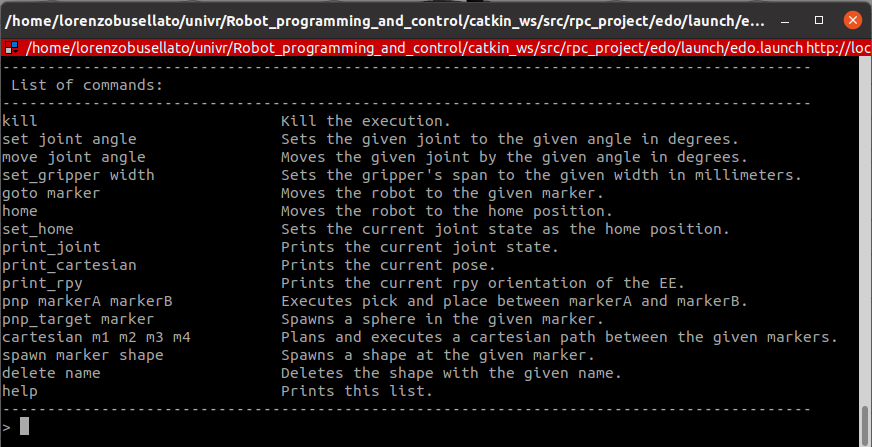 /home/lorenzobusellato/univr/Robot_programming_and_control/catkin_ws/src/rpc_project/edo/launch/e...
/home/lorenzobusellato/univr/Robot_programming_and_control/catkin_ws/src/rpc_project/edo/launch/edo.launch http://loc
------------------------------------------------------------------------------------------
List of commands:
------------------------------------------------------------------------------------------
kill Kill the execution.
set joint angle Sets the given joint to the given angle in degrees.
move joint angle Moves the given joint by the given angle in degrees.
set_gripper width Sets the gripper's span to the given width in millimeters.
goto marker Moves the robot to the given marker.
home Moves the robot to the home position.
set_home Sets the current joint state as the home position.
print_joint Prints the current joint state.
print_cartesian Prints the current pose.
print_rpy Prints the current rpy orientation of the EE.
pnp markerA markerB Executes pick and place between markerA and markerB.
pnp_target marker Spawns a sphere in the given marker.
cartesian m1 m2 m3 m4 Plans and executes a cartesian path between the given markers.
spawn marker shape Spawns a shape at the given marker.
delete name Deletes the shape with the given name.
help Prints this list.
------------------------------------------------------------------------------------------
>